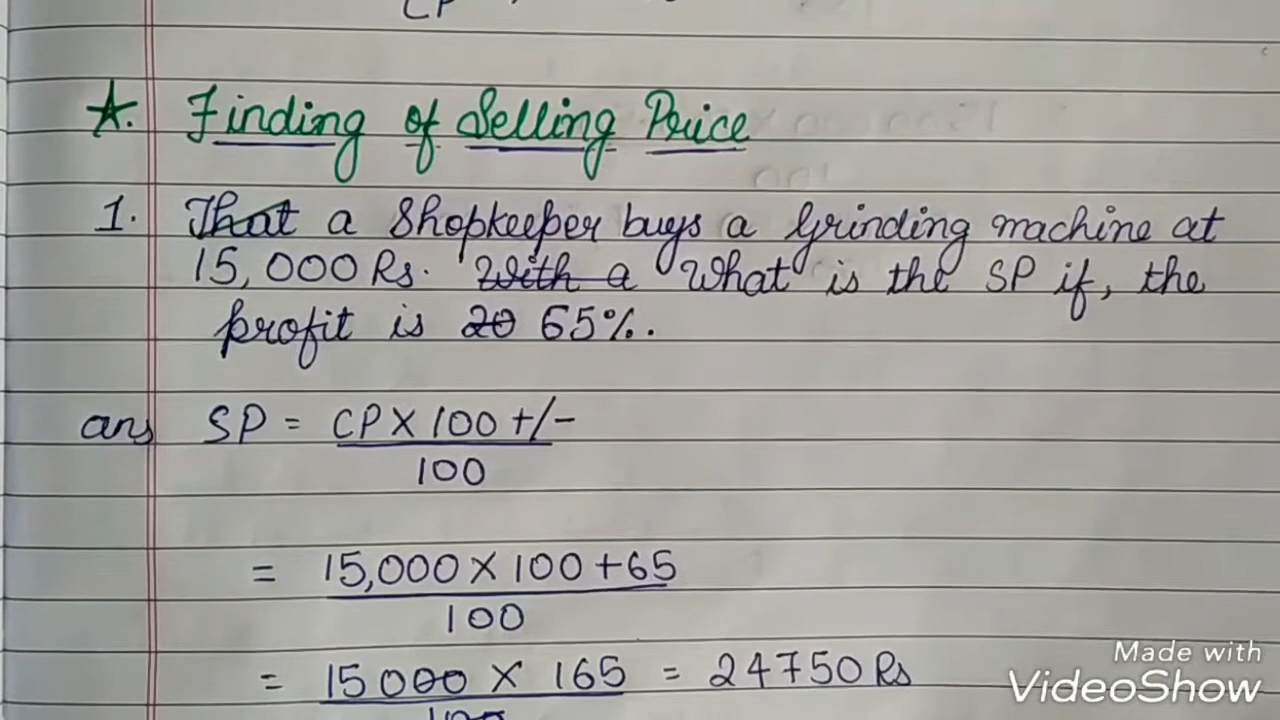 CP
★. Finding of Selling Price
1. That a Shopkeeper buys a Grinding machine at
15,000 Rs. With a What is the SP if, the
profit is 20 65%.
ans SP = CP X 100 +/-
100
= 15,000 X 100 +65
100
= 15000 X 165 = 24750 Rs
100
Made with
VideoShow